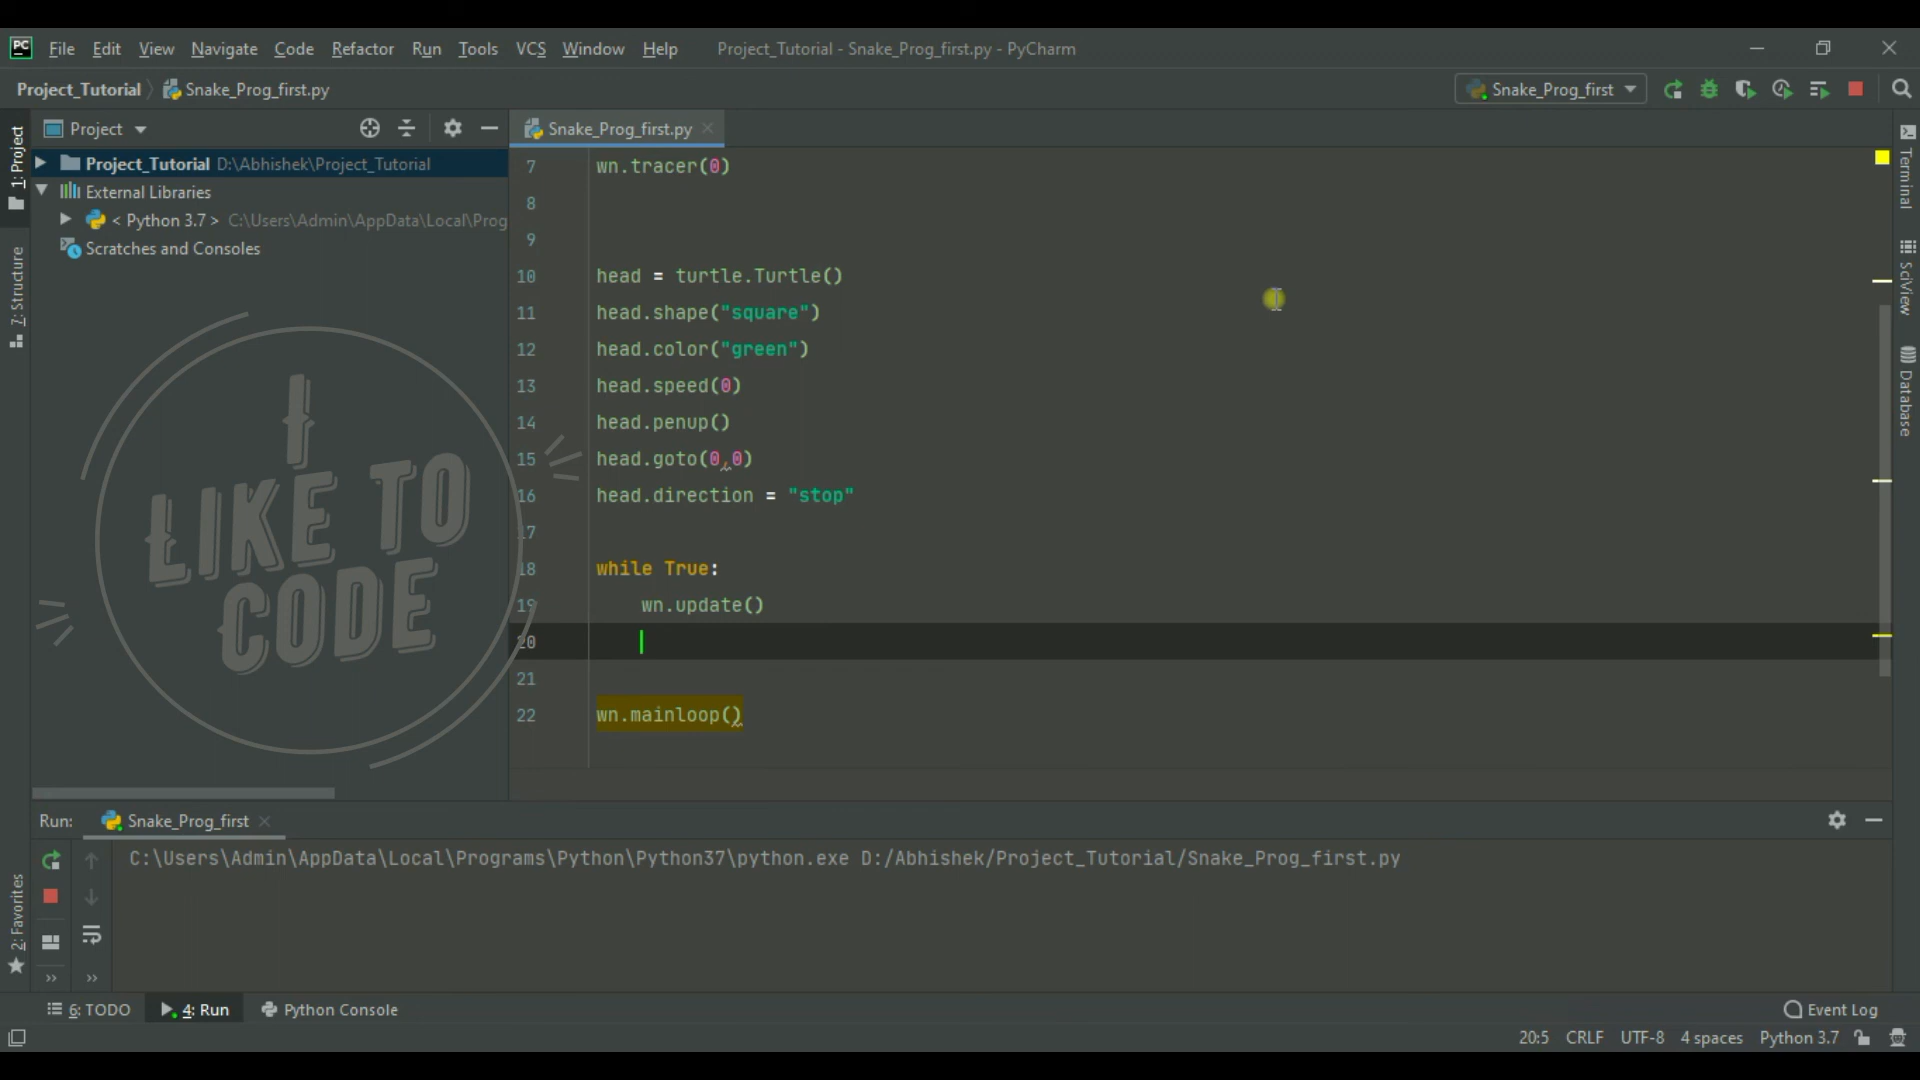 PC File Edit View Navigate Code Refactor Run Tools VCS Window Help Project_Tutorial - Snake_Prog_first.py - PyCharm
Project_Tutorial Snake_Prog_first.py Snake_Prog_first
1: Project
Project
Snake_Prog_first.py
Project_Tutorial D:\Abhishek\Project_Tutorial
External Libraries
< Python 3.7 > C:\Users\Admin\AppData\Local\Prog
Scratches and Consoles
7: Structure
7 wn.tracer(0)
8
9
10 head = turtle.Turtle()
11 head.shape("square")
12 head.color("green")
13 head.speed(0)
14 head.penup()
15 head.goto(0,0)
16 head.direction = "stop"
17
18 while True:
19 wn.update()
20
21
22 wn.mainloop()
I
LIKE TO
CODE
Terminal
SciView
Database
Run: Snake_Prog_first
C:\Users\Admin\AppData\Local\Programs\Python\Python37\python.exe D:/Abhishek/Project_Tutorial/Snake_Prog_first.py
2: Favorites
6: TODO 4: Run Python Console Event Log
20:5 CRLF UTF-8 4 spaces Python 3.7